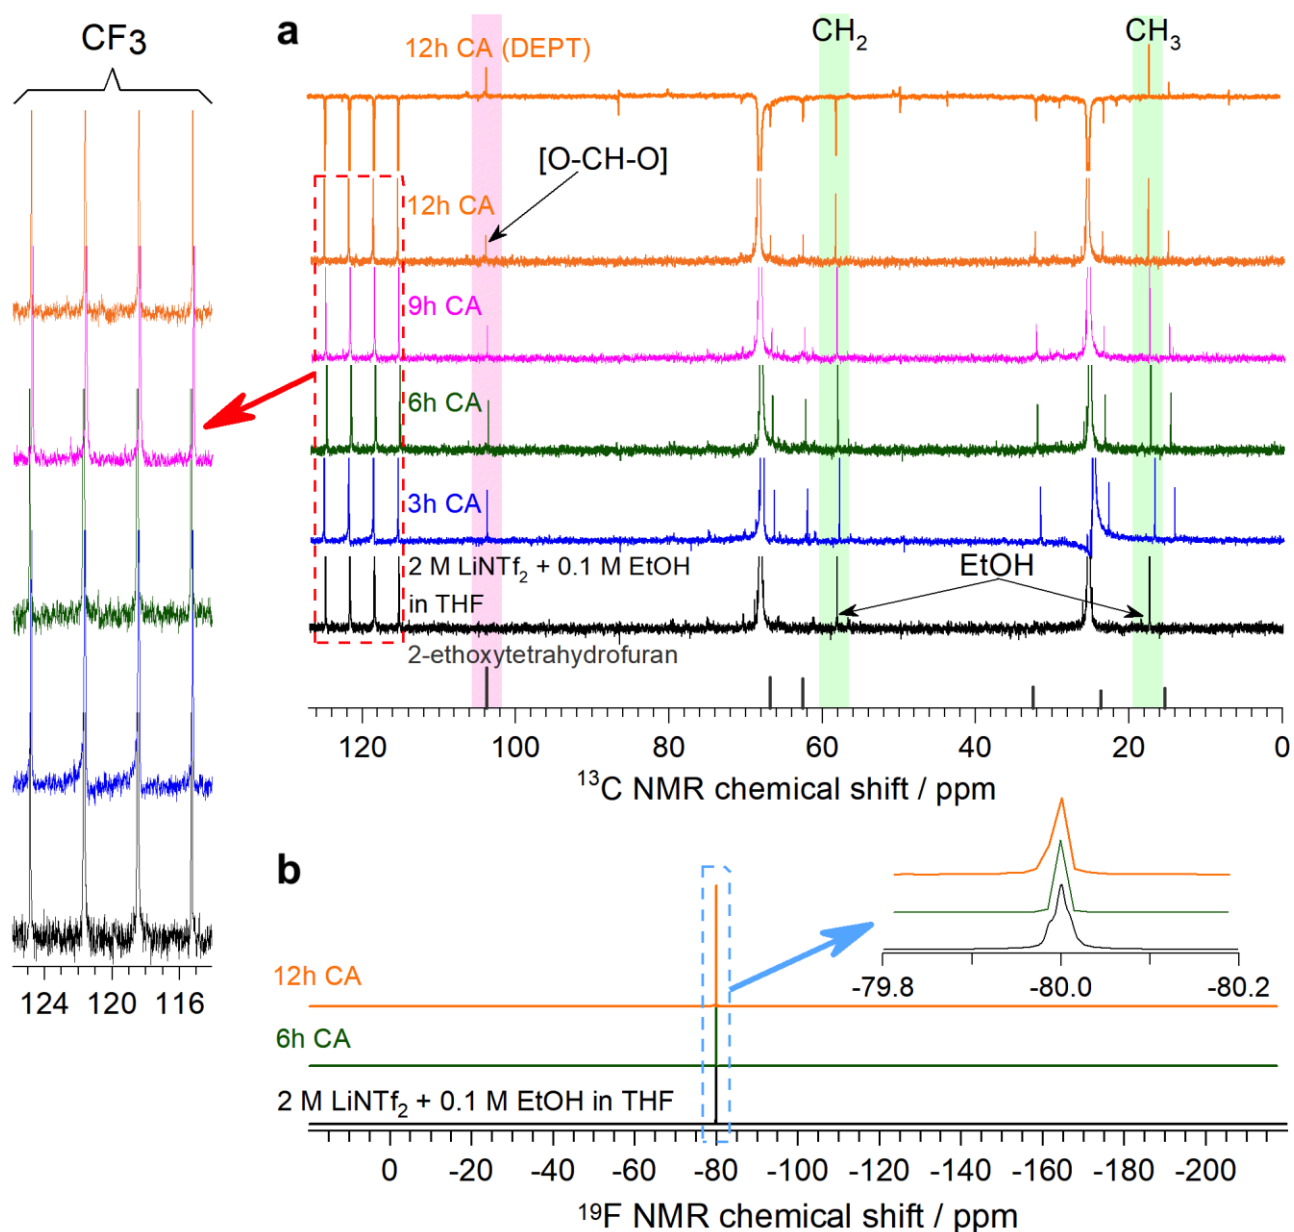 CF3
124 120 116
a
CH₂
CH₃
12h CA (DEPT)
[O-CH-O]
12h CA
9h CA
6h CA
3h CA
2 M LiNTf₂ + 0.1 M EtOH
in THF
EtOH
2-ethoxytetrahydrofuran
120 100 80 60 40 20 0
¹³C NMR chemical shift / ppm
b
-79.8 -80.0 -80.2
12h CA
6h CA
2 M LiNTf₂ + 0.1 M EtOH in THF
0 -20 -40 -60 -80 -100 -120 -140 -160 -180 -200
¹⁹F NMR chemical shift / ppm